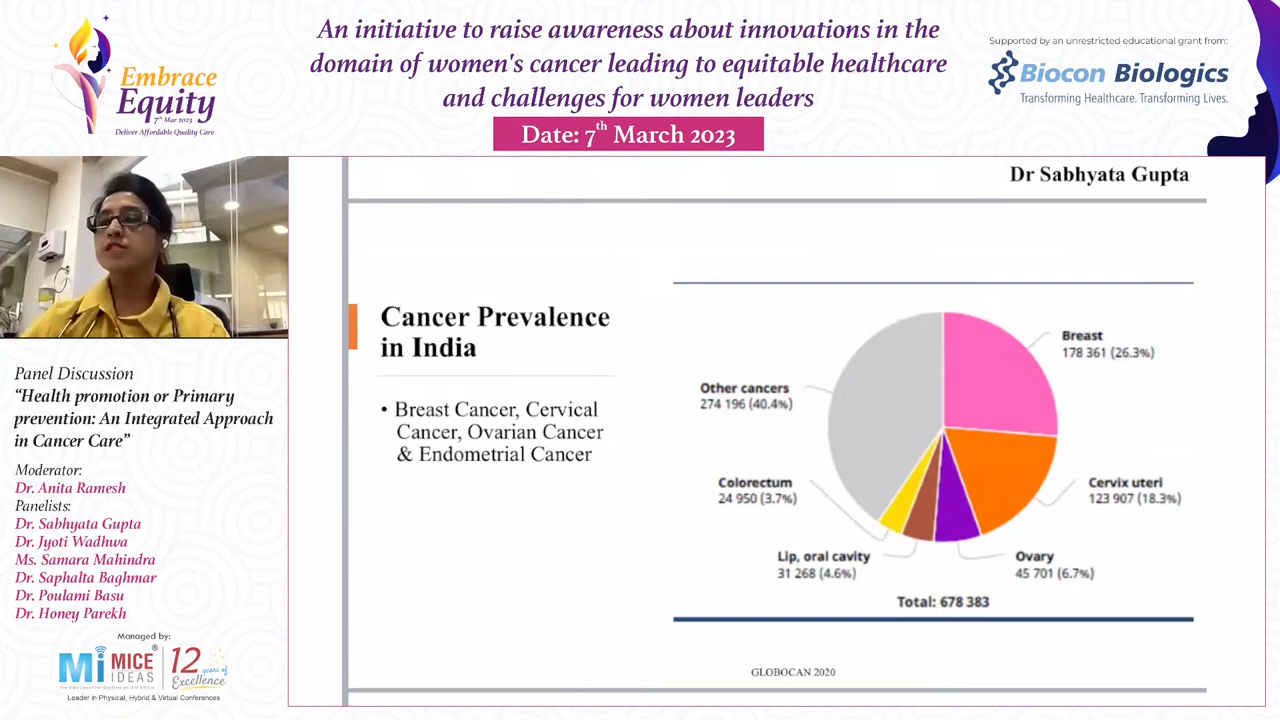 An initiative to raise awareness about innovations in the
domain of women's cancer leading to equitable healthcare
and challenges for women leaders
Date: 7th March 2023
Embrace
Equity
7th Mar 2023
Deliver Affordable Quality Care
Supported by an unrestricted educational grant from:
Biocon Biologics
Transforming Healthcare. Transforming Lives.
Panel Discussion
“Health promotion or Primary
prevention: An Integrated Approach
in Cancer Care”
Moderator:
Dr. Anita Ramesh
Panelists:
Dr. Sabhyata Gupta
Dr. Jyoti Wadhwa
Ms. Samara Mahindra
Dr. Saphalta Baghmar
Dr. Poulami Basu
Dr. Honey Parekh
Managed by:
Mi MICE
IDEAS
®
12 years of
Excellence
Leader in Physical, Hybrid & Virtual Conferences
Dr Sabhyata Gupta
Cancer Prevalence
in India
• Breast Cancer, Cervical
Cancer, Ovarian Cancer
& Endometrial Cancer
Breast
178 361 (26.3%)
Other cancers
274 196 (40.4%)
Colorectum
24 950 (3.7%)
Cervix uteri
123 907 (18.3%)
Lip, oral cavity
31 268 (4.6%)
Ovary
45 701 (6.7%)
Total: 678 383
GLOBOCAN 2020